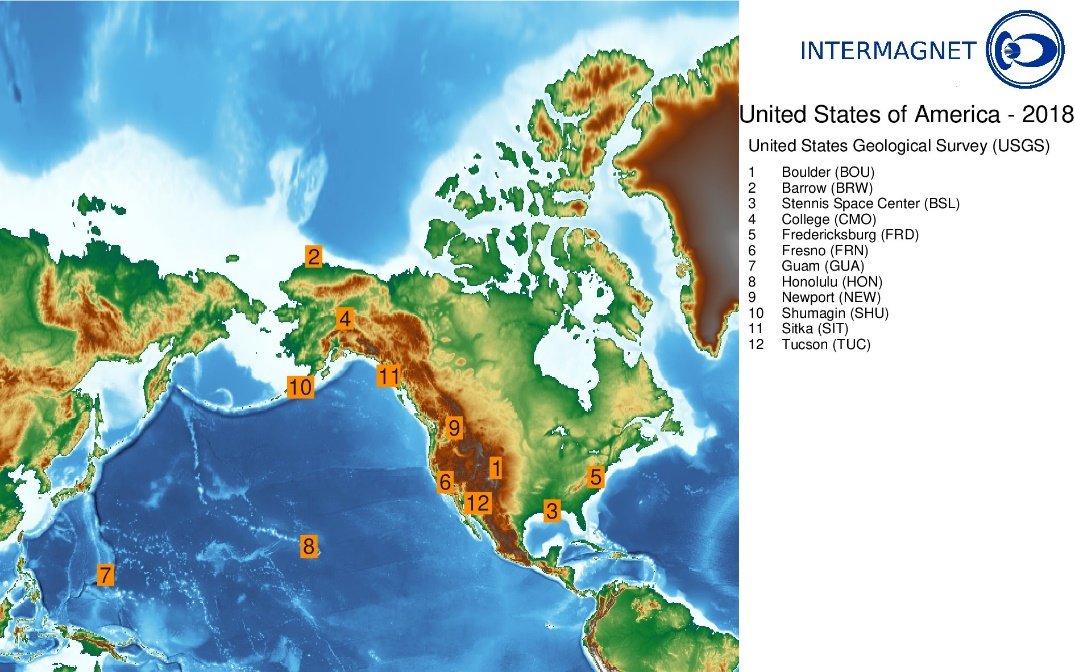 INTERMAGNET
United States of America - 2018
United States Geological Survey (USGS)
1 Boulder (BOU)
2 Barrow (BRW)
3 Stennis Space Center (BSL)
4 College (CMO)
5 Fredericksburg (FRD)
6 Fresno (FRN)
7 Guam (GUA)
8 Honolulu (HON)
9 Newport (NEW)
10 Shumagin (SHU)
11 Sitka (SIT)
12 Tucson (TUC)
2
4
11
10
9
1
5
6
12
3
8
7